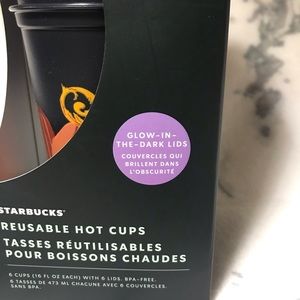 GLOW-IN-
THE-DARK LIDS
COUVERCLES QUI
BRILLENT DANS
L'OBSCURITÉ
STARBUCKS
REUSABLE HOT CUPS
TASSES RÉUTILISABLES
POUR BOISSONS CHAUDES
6 CUPS (16 FL OZ EACH) WITH 6 LIDS. BPA-FREE.
6 TASSES DE 473 ML CHACUNE AVEC 6 COUVERCLES.
SANS BPA.